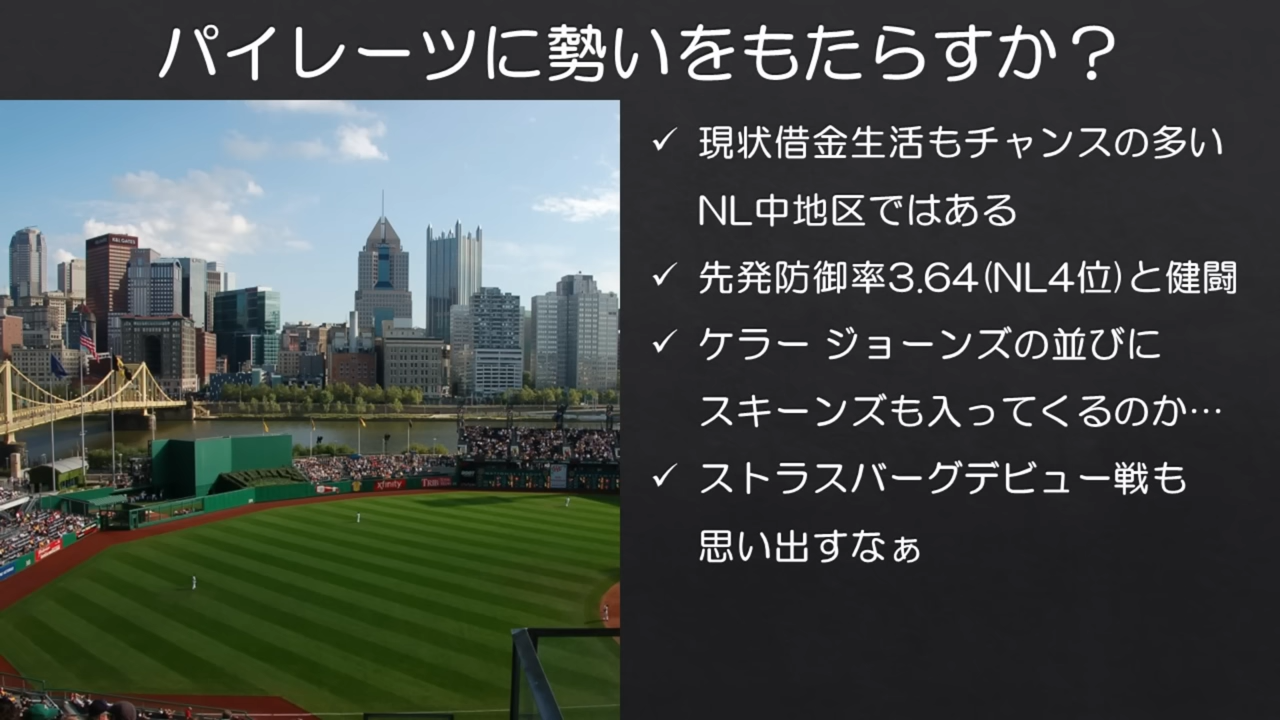 パイレーツに勢いをもたらすか？
✓ 現状借金生活もチャンスの多い
NL中地区ではある
✓ 先発防御率3.64(NL4位)と健闘
✓ ケラー ジョーンズの並びに
スキーンズも入ってくるのか…
✓ ストラスバーグデビュー戦も
思い出すなぁ
K&L GATES
xfinity